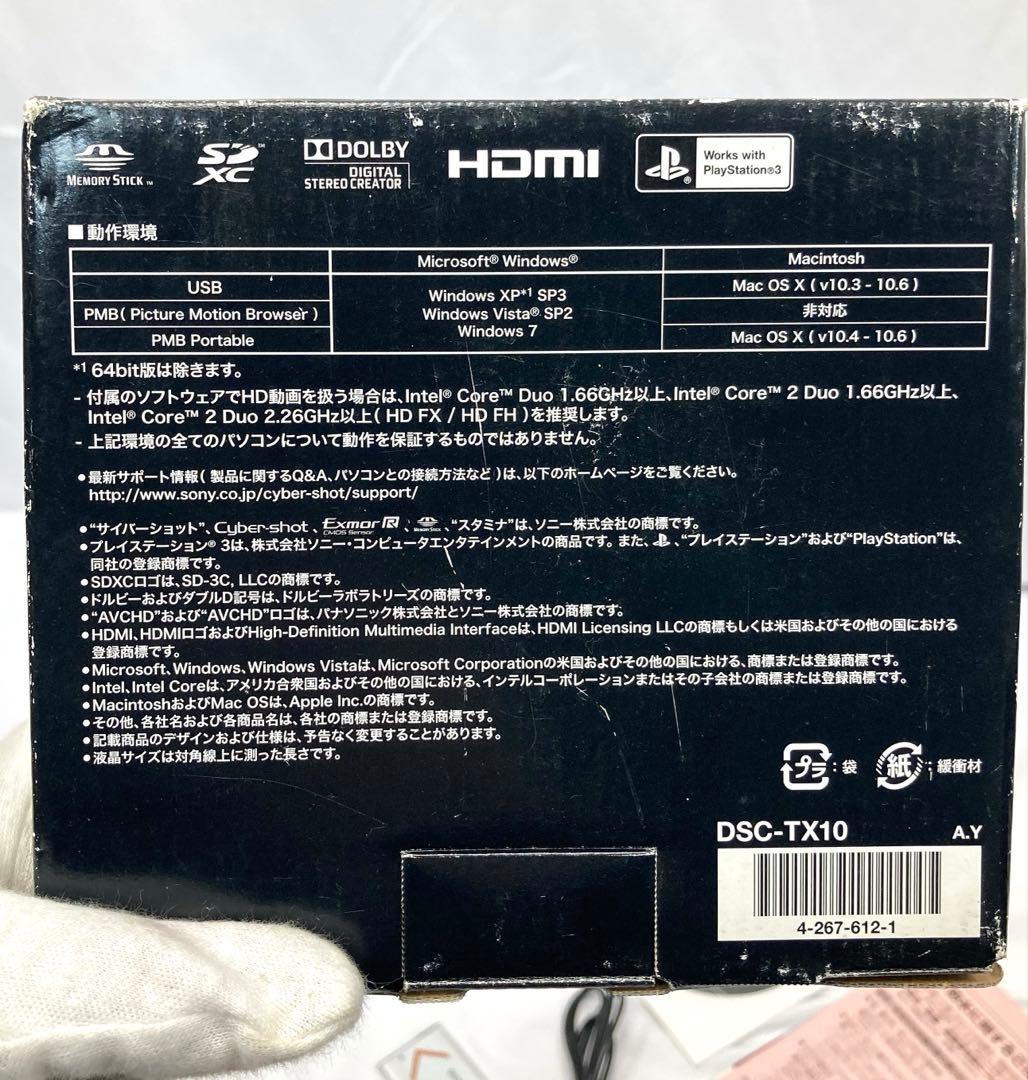 MEMORY STICK™
SD XC™
DOLBY DIGITAL STEREO CREATOR
HDMI
Works with PlayStation®3
■動作環境
Microsoft® Windows® Macintosh
USB Windows XP*1 SP3 Windows Vista® SP2 Windows 7 Mac OS X ( v10.3 - 10.6 )
PMB( Picture Motion Browser ) 非対応
PMB Portable Mac OS X ( v10.4 - 10.6 )
*1 64bit版は除きます。
- 付属のソフトウェアでHD動画を扱う場合は、Intel® Core™ Duo 1.66GHz以上、Intel® Core™ 2 Duo 1.66GHz以上、
Intel® Core™ 2 Duo 2.26GHz以上( HD FX / HD FH )を推奨します。
- 上記環境の全てのパソコンについて動作を保証するものではありません。
●最新サポート情報( 製品に関するQ&A、パソコンとの接続方法など )は、以下のホームページをご覧ください。
http://www.sony.co.jp/cyber-shot/support/
●“サイバーショット”、Cyber-shot、Exmor R CMOS Sensor、MEMORY STICK、“スタミナ”は、ソニー株式会社の商標です。
●プレイステーション® 3は、株式会社ソニー・コンピュータエンタテインメントの商品です。また、、“プレイステーション”および“PlayStation”は、
同社の登録商標です。
●SDXCロゴは、SD-3C, LLCの商標です。
●ドルビーおよびダブルD記号は、ドルビーラボラトリーズの商標です。
●“AVCHD”および“AVCHD”ロゴは、パナソニック株式会社とソニー株式会社の商標です。
●HDMI、HDMIロゴおよびHigh-Definition Multimedia Interfaceは、HDMI Licensing LLCの商標もしくは米国およびその他の国における
登録商標です。
●Microsoft、Windows、Windows Vistaは、Microsoft Corporationの米国およびその他の国における、商標または登録商標です。
●Intel、Intel Coreは、アメリカ合衆国およびその他の国における、インテルコーポレーションまたはその子会社の商標または登録商標です。
●MacintoshおよびMac OSは、Apple Inc.の商標です。
●その他、各社名および各商品名は、各社の商標または登録商標です。
●記載商品のデザインおよび仕様は、予告なく変更することがあります。
●液晶サイズは対角線上に測った長さです。
プラ：袋 紙：緩衝材
DSC-TX10 A.Y
4-267-612-1